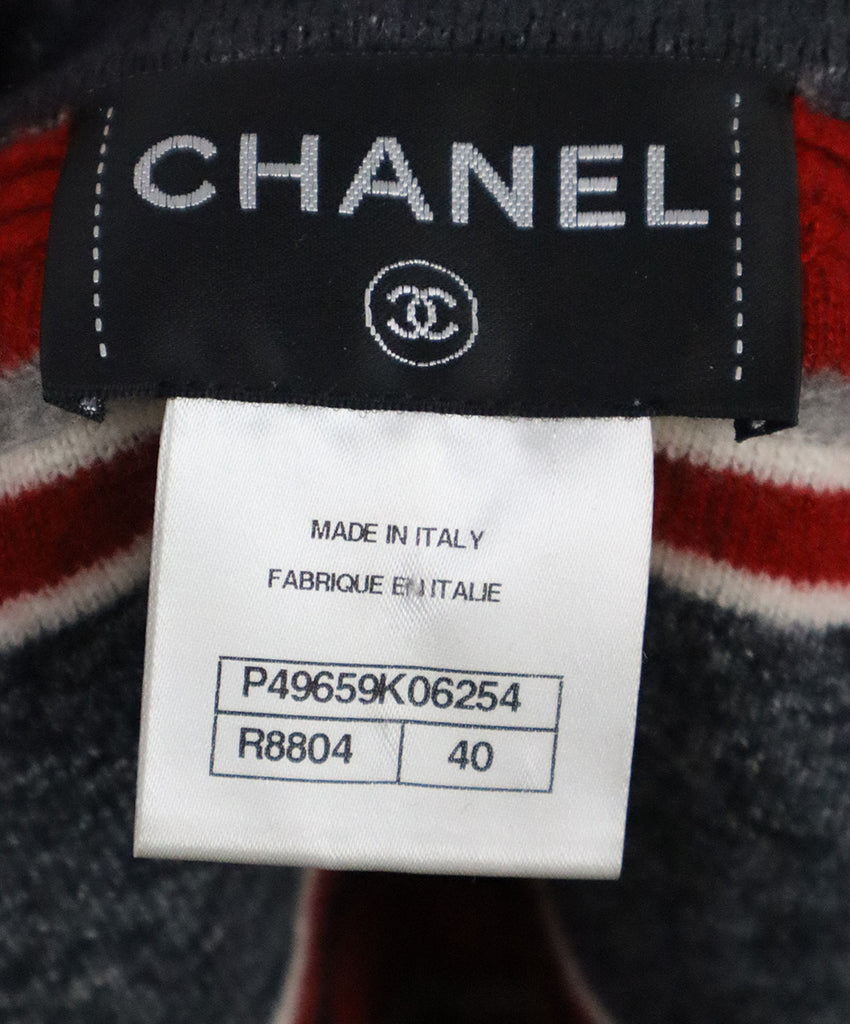 CHANEL
MADE IN ITALY
FABRIQUE EN ITALIE
P49659K06254
R8804 40